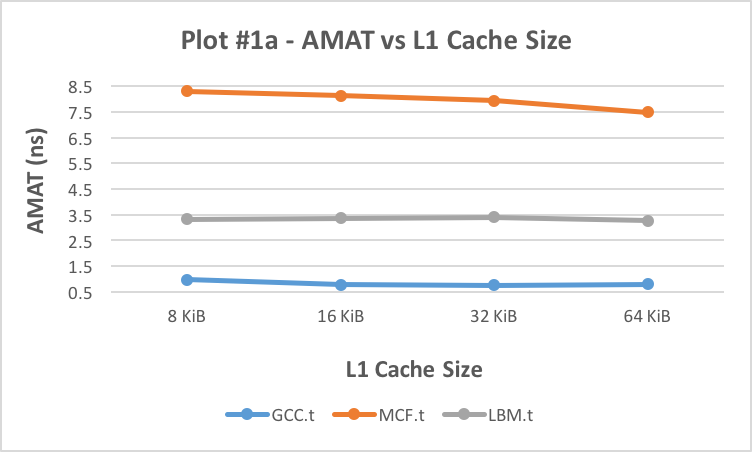 Plot #1a - AMAT vs L1 Cache Size
AMAT (ns)
8.5
7.5
6.5
5.5
4.5
3.5
2.5
1.5
0.5
8 KiB 16 KiB 32 KiB 64 KiB
L1 Cache Size
GCC.t MCF.t LBM.t